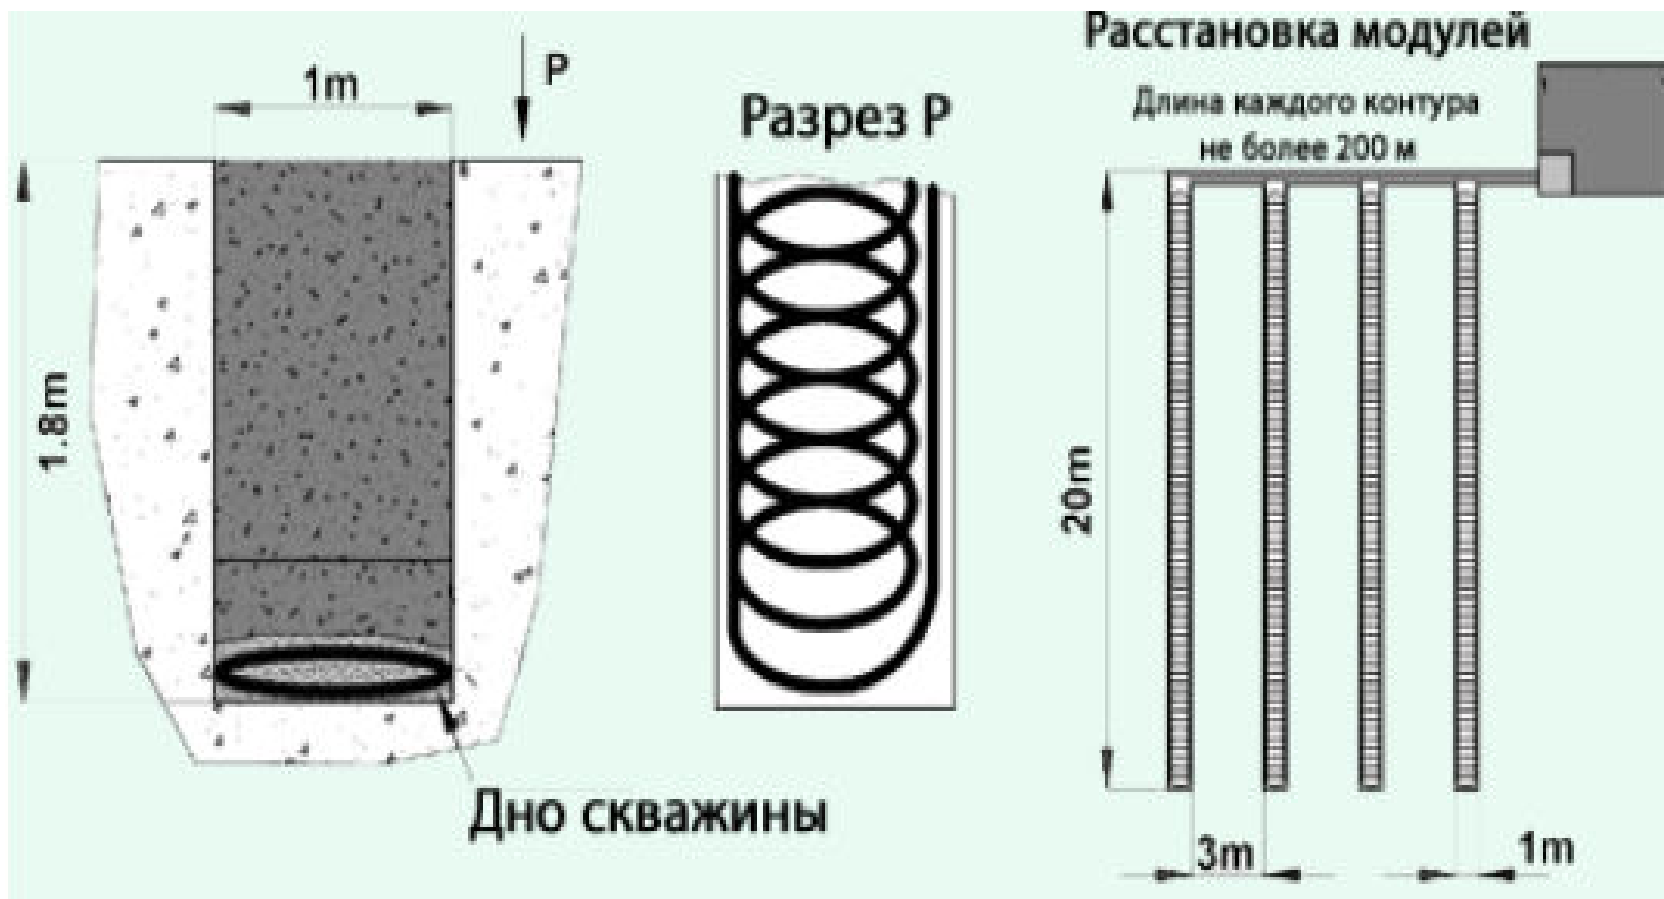 1m
P
1.8m
Дно скважины
Разрез P
Расстановка модулей
Длина каждого контура
не более 200 м
20m
3m
1m